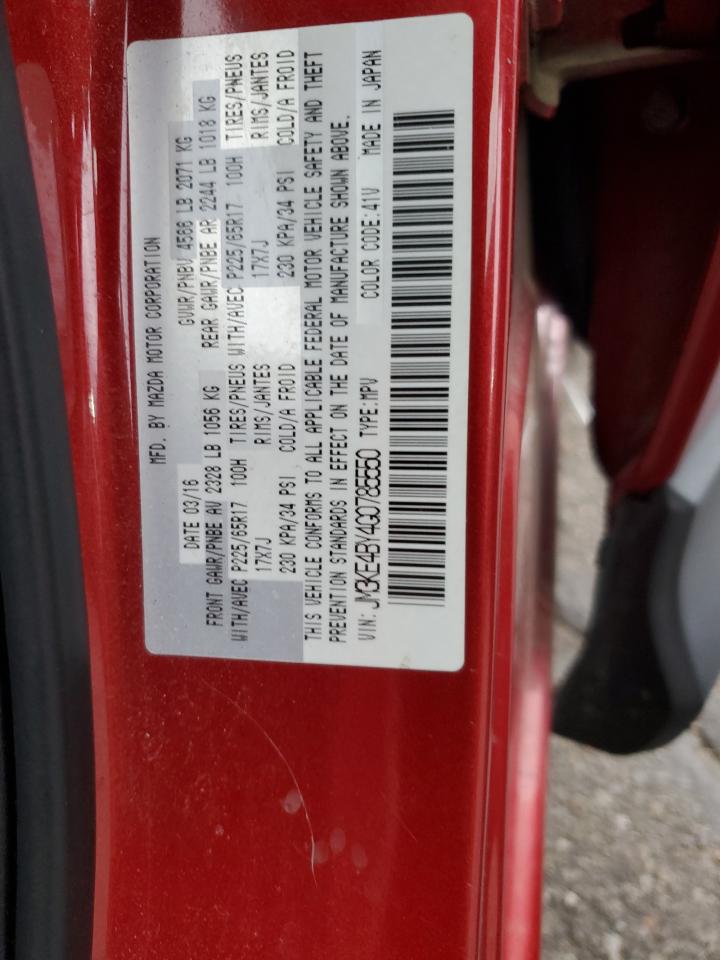 MFD. BY MAZDA MOTOR CORPORATION
DATE 03/16 GVWR/PNBV 4566 LB 2071 KG
FRONT GAWR/PNBE AV 2328 LB 1056 KG REAR GAWR/PNBE AR 2244 LB 1018 KG
WITH/AVEC P225/65R17 100H TIRES/PNEUS WITH/AVEC P225/65R17 100H TIRES/PNEUS
17X7J RIMS/JANTES 17X7J RIMS/JANTES
230 KPA/34 PSI COLD/A FROID 230 KPA/34 PSI COLD/A FROID
THIS VEHICLE CONFORMS TO ALL APPLICABLE FEDERAL MOTOR VEHICLE SAFETY AND THEFT
PREVENTION STANDARDS IN EFFECT ON THE DATE OF MANUFACTURE SHOWN ABOVE.
VIN: JM3KE4BY4G0785550 TYPE:MPV COLOR CODE:41V MADE IN JAPAN